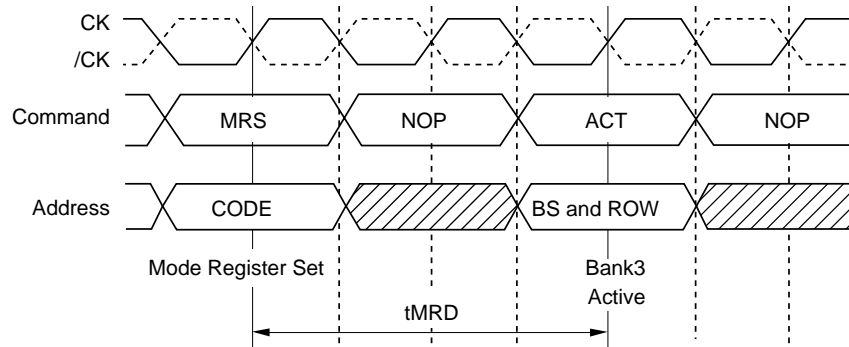 CK
/CK
Command MRS NOP ACT NOP
Address CODE BS and ROW
Mode Register Set Bank3
Active
tMRD